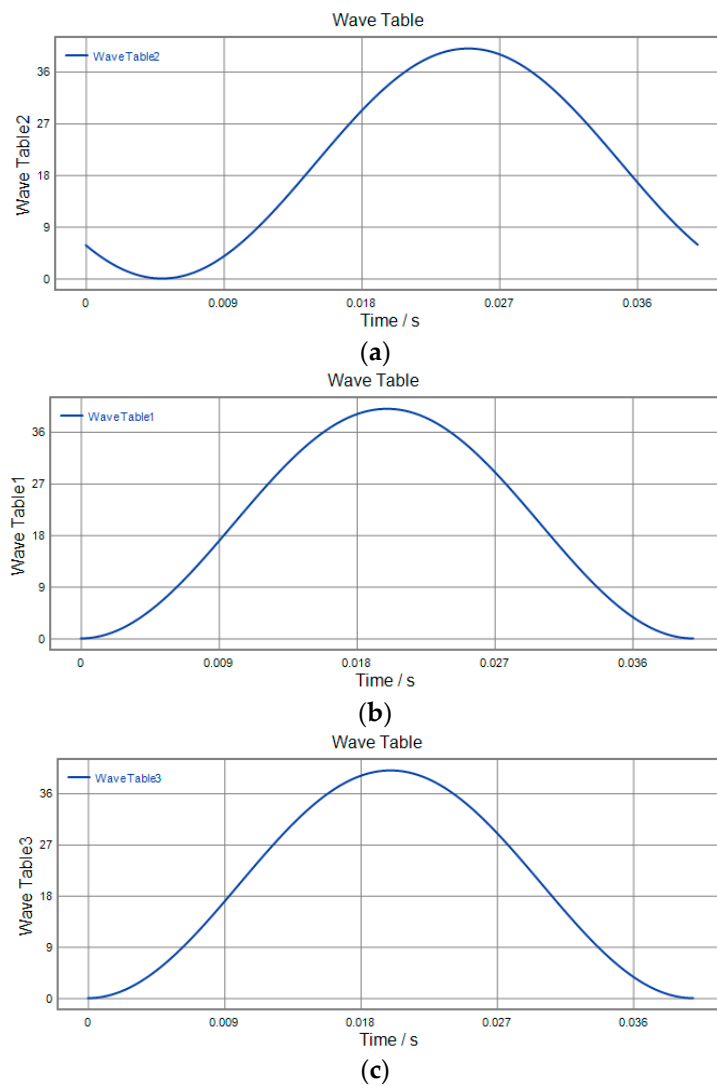 Wave Table
WaveTable2
Wave Table2
36
27
18
9
0
0 0.009 0.018 0.027 0.036
Time / s
(a)
Wave Table
WaveTable1
Wave Table1
36
27
18
9
0
0 0.009 0.018 0.027 0.036
Time / s
(b)
Wave Table
WaveTable3
Wave Table3
36
27
18
9
0
0 0.009 0.018 0.027 0.036
Time / s
(c)